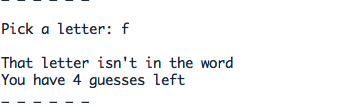 _ _ _ _ _ _
Pick a letter: f
That letter isn't in the word
You have 4 guesses left
_ _ _ _ _ _